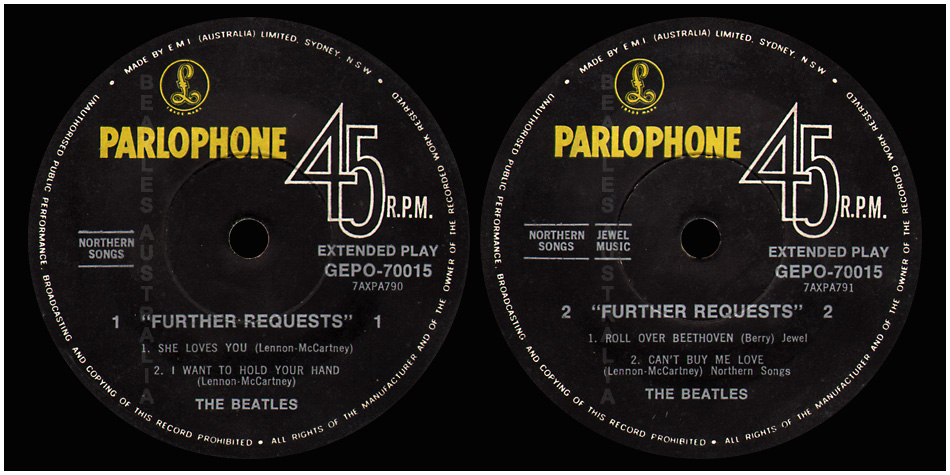 MADE BY E M I (AUSTRALIA) LIMITED, SYDNEY, N S W •
UNAUTHORISED PUBLIC PERFORMANCE, BROADCASTING AND COPYING OF THIS RECORD PROHIBITED • ALL RIGHTS OF THE MANUFACTURER AND OF THE OWNER OF THE RECORDED WORK RESERVED
£
TRADE MARK
PARLOPHONE
45
R.P.M.
NORTHERN
SONGS
EXTENDED PLAY
GEPO-70015
7AXPA790
1 "FURTHER REQUESTS" 1
1. SHE LOVES YOU (Lennon-McCartney)
2. I WANT TO HOLD YOUR HAND
(Lennon-McCartney)
THE BEATLES
BEATLES AUSTRALIA
MADE BY E M I (AUSTRALIA) LIMITED, SYDNEY, N S W •
UNAUTHORISED PUBLIC PERFORMANCE, BROADCASTING AND COPYING OF THIS RECORD PROHIBITED • ALL RIGHTS OF THE MANUFACTURER AND OF THE OWNER OF THE RECORDED WORK RESERVED
£
TRADE MARK
PARLOPHONE
45
R.P.M.
NORTHERN
SONGS
JEWEL
MUSIC
EXTENDED PLAY
GEPO-70015
7AXPA791
2 "FURTHER REQUESTS" 2
1. ROLL OVER BEETHOVEN (Berry) Jewel
2. CAN'T BUY ME LOVE
(Lennon-McCartney) Northern Songs
THE BEATLES
BEATLES AUSTRALIA